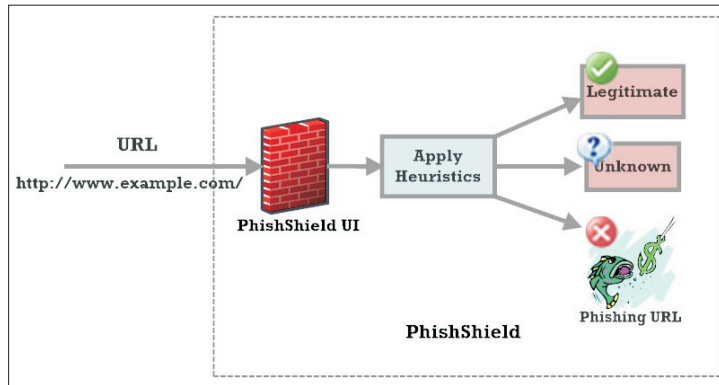 URL
http://www.example.com/
PhishShield UI
Apply
Heuristics
Legitimate
Unknown
Phishing URL
PhishShield